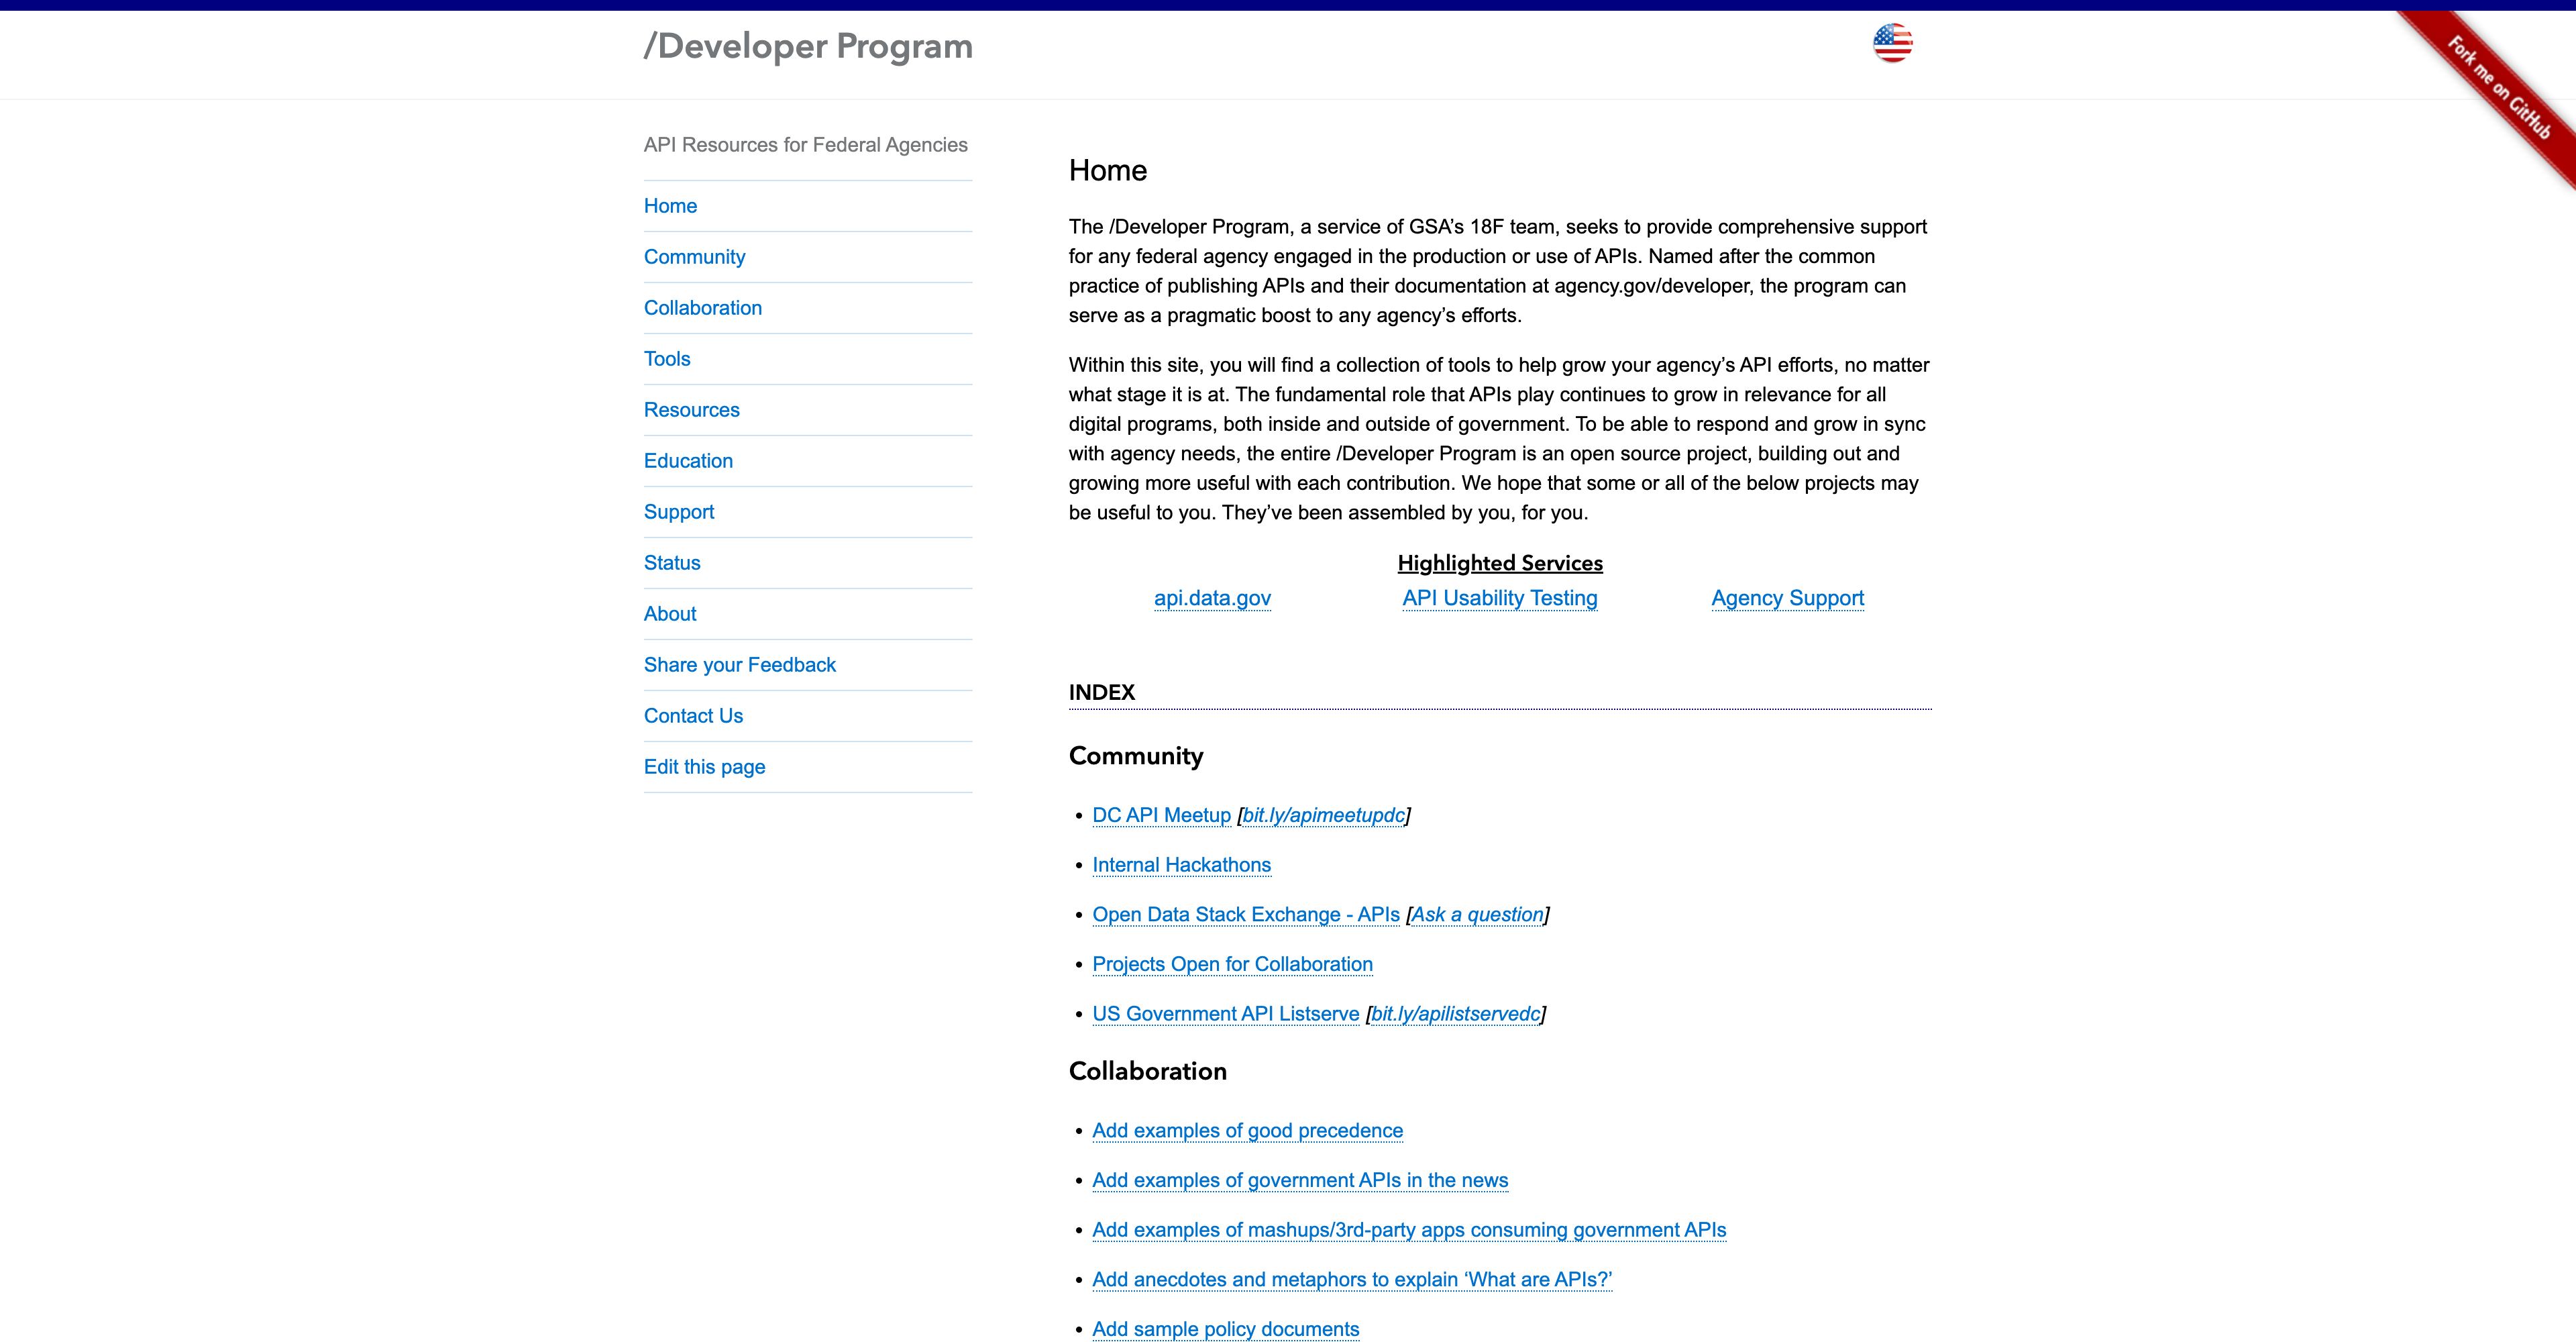 /Developer Program
Fork me on GitHub
API Resources for Federal Agencies
Home
Community
Collaboration
Tools
Resources
Education
Support
Status
About
Share your Feedback
Contact Us
Edit this page
Home
The /Developer Program, a service of GSA’s 18F team, seeks to provide comprehensive support
for any federal agency engaged in the production or use of APIs. Named after the common
practice of publishing APIs and their documentation at agency.gov/developer, the program can
serve as a pragmatic boost to any agency’s efforts.
Within this site, you will find a collection of tools to help grow your agency’s API efforts, no matter
what stage it is at. The fundamental role that APIs play continues to grow in relevance for all
digital programs, both inside and outside of government. To be able to respond and grow in sync
with agency needs, the entire /Developer Program is an open source project, building out and
growing more useful with each contribution. We hope that some or all of the below projects may
be useful to you. They’ve been assembled by you, for you.
Highlighted Services
api.data.gov API Usability Testing Agency Support
INDEX
Community
• DC API Meetup [bit.ly/apimeetupdc]
• Internal Hackathons
• Open Data Stack Exchange - APIs [Ask a question]
• Projects Open for Collaboration
• US Government API Listserve [bit.ly/apilistservedc]
Collaboration
• Add examples of good precedence
• Add examples of government APIs in the news
• Add examples of mashups/3rd-party apps consuming government APIs
• Add anecdotes and metaphors to explain ‘What are APIs?’
• Add sample policy documents